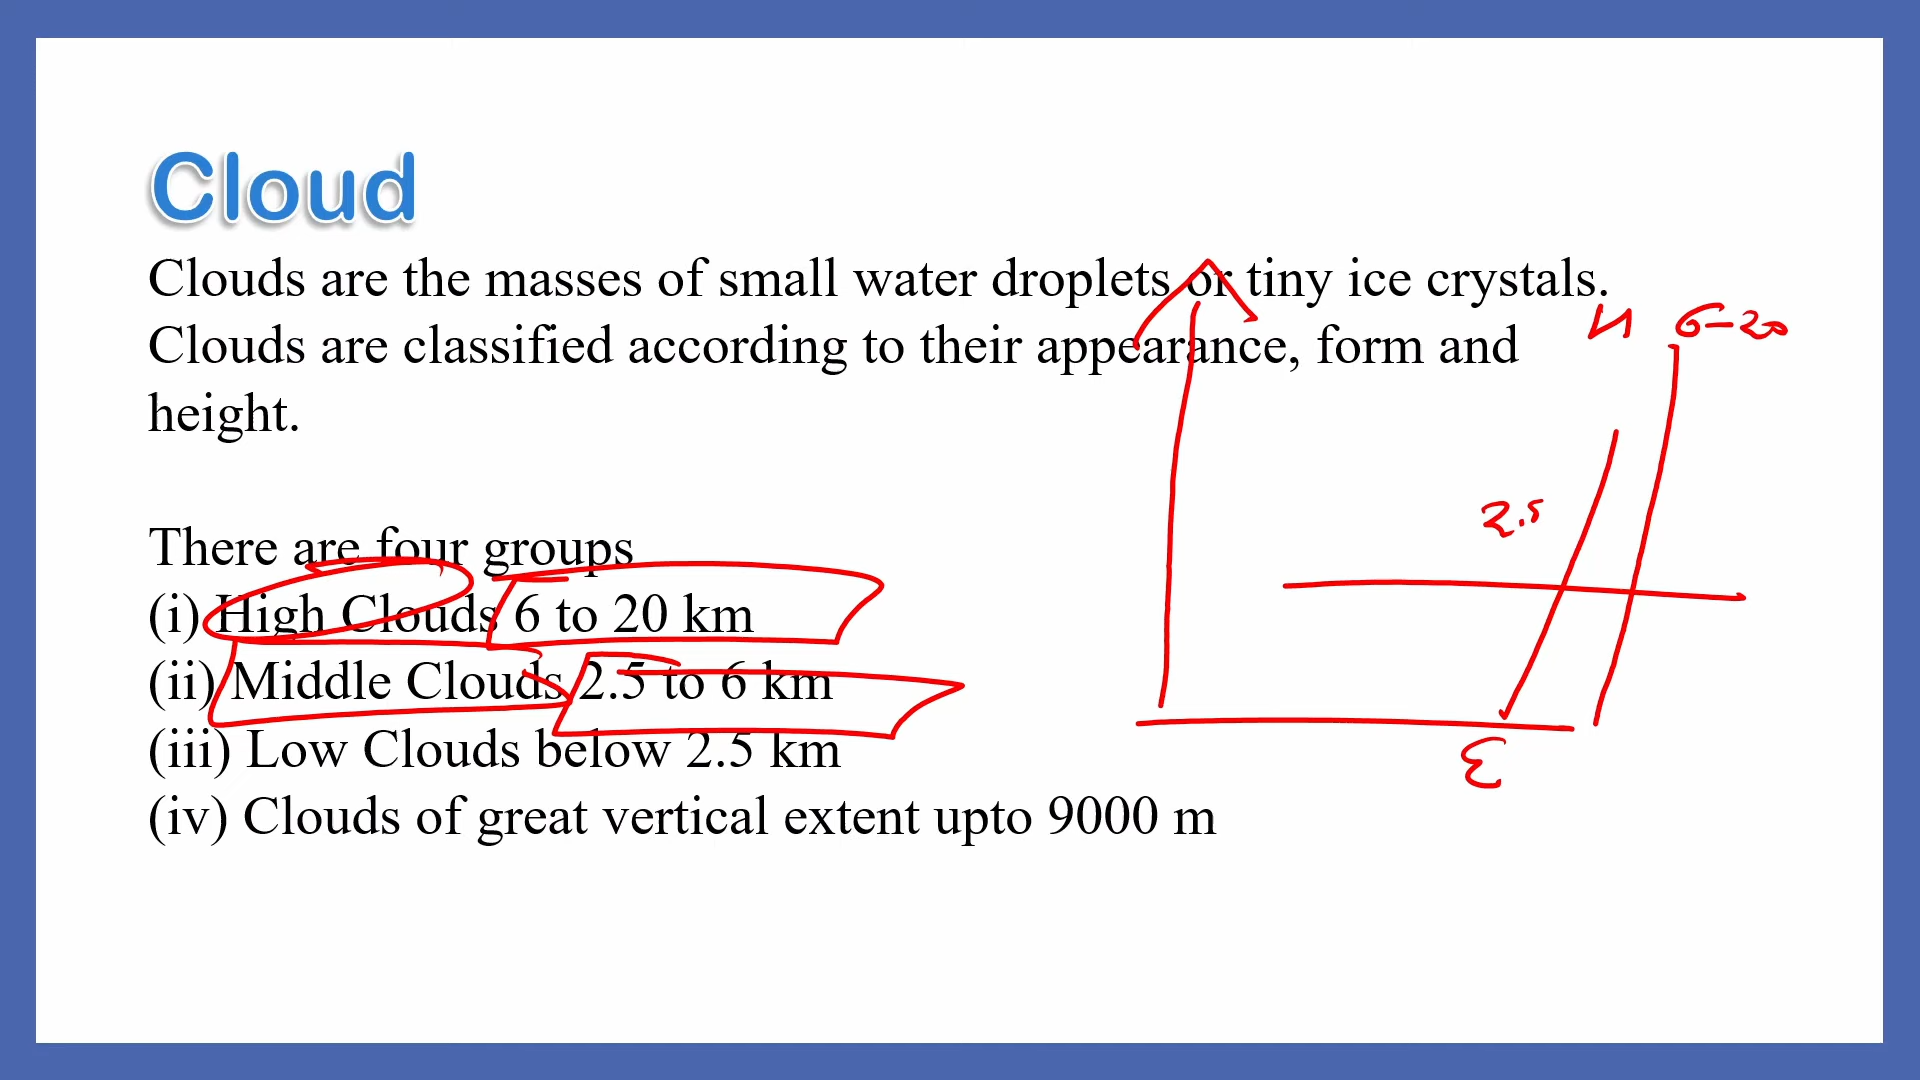 Cloud
Clouds are the masses of small water droplets or tiny ice crystals.
Clouds are classified according to their appearance, form and
height.
6-20
2.5
There are four groups
(i) High Clouds 6 to 20 km
(ii) Middle Clouds 2.5 to 6 km
(iii) Low Clouds below 2.5 km
(iv) Clouds of great vertical extent upto 9000 m